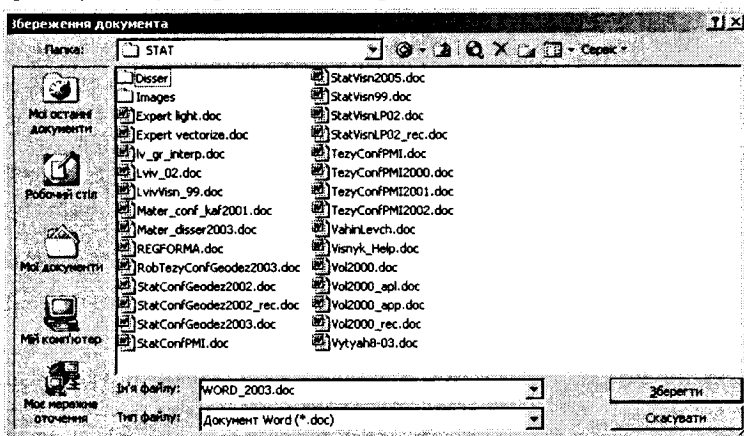 Збереження документа
Папка: STAT Сервис
Мої останні документи
Робочий стіл
Мої документи
Мій комп'ютер
Моє мережне оточення
Disser
Images
Expert light.doc
Expert vectorize.doc
lv_gr_interp.doc
Lviv_02.doc
LvivVisn_99.doc
Mater_conf_kaf2001.doc
Mater_disser2003.doc
REGFORMA.doc
RobTezyConfGeodez2003.doc
StatConfGeodez2002.doc
StatConfGeodez2002_rec.doc
StatConfGeodez2003.doc
StatConfPMI.doc
StatVisn2005.doc
StatVisn99.doc
StatVisnLP02.doc
StatVisnLP02_rec.doc
TezyConfPMI.doc
TezyConfPMI2000.doc
TezyConfPMI2001.doc
TezyConfPMI2002.doc
VahinLevch.doc
Visnyk_Help.doc
Vol2000.doc
Vol2000_apl.doc
Vol2000_app.doc
Vol2000_rec.doc
Vytyah8-03.doc
Ім'я файлу: WORD_2003.doc Зберегти
Тип файлу: Документ Word (*.doc) Скасувати